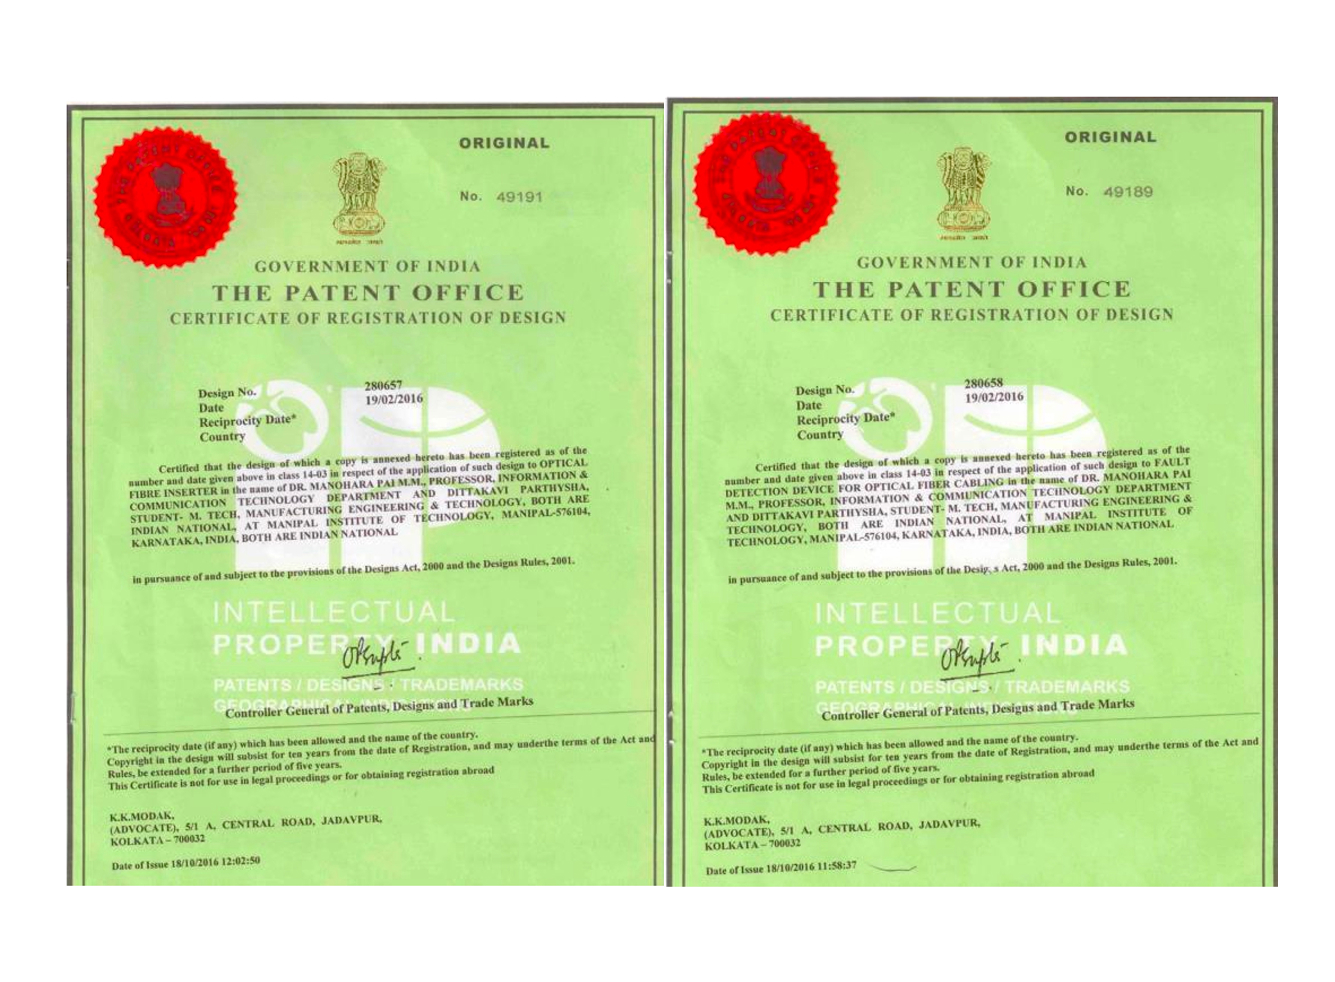 ORIGINAL
No. 49191
GOVERNMENT OF INDIA
THE PATENT OFFICE
CERTIFICATE OF REGISTRATION OF DESIGN
Design No. 280657
Date 19/02/2016
Reciprocity Date*
Country
Certified that the design of which a copy is annexed hereto has been registered as of the
number and date given above in class 14-03 in respect of the application of such design to OPTICAL
FIBRE INSERTER in the name of DR. MANOHARA PAI M.M., PROFESSOR, INFORMATION &
COMMUNICATION TECHNOLOGY DEPARTMENT AND DITTAKAVI PARTHYSHA,
STUDENT- M. TECH, MANUFACTURING ENGINEERING & TECHNOLOGY, BOTH ARE
INDIAN NATIONAL, AT MANIPAL INSTITUTE OF TECHNOLOGY, MANIPAL-576104,
KARNATAKA, INDIA, BOTH ARE INDIAN NATIONAL
in pursuance of and subject to the provisions of the Designs Act, 2000 and the Designs Rules, 2001.
INTELLECTUAL
PROPERTY INDIA
PATENTS / DESIGNS / TRADEMARKS
Controller General of Patents, Designs and Trade Marks
*The reciprocity date (if any) which has been allowed and the name of the country.
Copyright in the design will subsist for ten years from the date of Registration, and may underthe terms of the Act and
Rules, be extended for a further period of five years.
This Certificate is not for use in legal proceedings or for obtaining registration abroad
K.K.MODAK,
(ADVOCATE), 5/1 A, CENTRAL ROAD, JADAVPUR,
KOLKATA – 700032
Date of Issue 18/10/2016 12:02:50
ORIGINAL
No. 49189
GOVERNMENT OF INDIA
THE PATENT OFFICE
CERTIFICATE OF REGISTRATION OF DESIGN
Design No. 280658
Date 19/02/2016
Reciprocity Date*
Country
Certified that the design of which a copy is annexed hereto has been registered as of the
number and date given above in class 14-03 in respect of the application of such design to FAULT
DETECTION DEVICE FOR OPTICAL FIBER CABLING in the name of DR. MANOHARA PAI
M.M., PROFESSOR, INFORMATION & COMMUNICATION TECHNOLOGY DEPARTMENT
AND DITTAKAVI PARTHYSHA, STUDENT- M. TECH, MANUFACTURING ENGINEERING &
TECHNOLOGY, BOTH ARE INDIAN NATIONAL, AT MANIPAL INSTITUTE OF
TECHNOLOGY, MANIPAL-576104, KARNATAKA, INDIA, BOTH ARE INDIAN NATIONAL
in pursuance of and subject to the provisions of the Designs Act, 2000 and the Designs Rules, 2001.
INTELLECTUAL
PROPERTY INDIA
PATENTS / DESIGNS / TRADEMARKS
Controller General of Patents, Designs and Trade Marks
*The reciprocity date (if any) which has been allowed and the name of the country.
Copyright in the design will subsist for ten years from the date of Registration, and may underthe terms of the Act and
Rules, be extended for a further period of five years.
This Certificate is not for use in legal proceedings or for obtaining registration abroad
K.K.MODAK,
(ADVOCATE), 5/1 A, CENTRAL ROAD, JADAVPUR,
KOLKATA – 700032
Date of Issue 18/10/2016 11:58:37